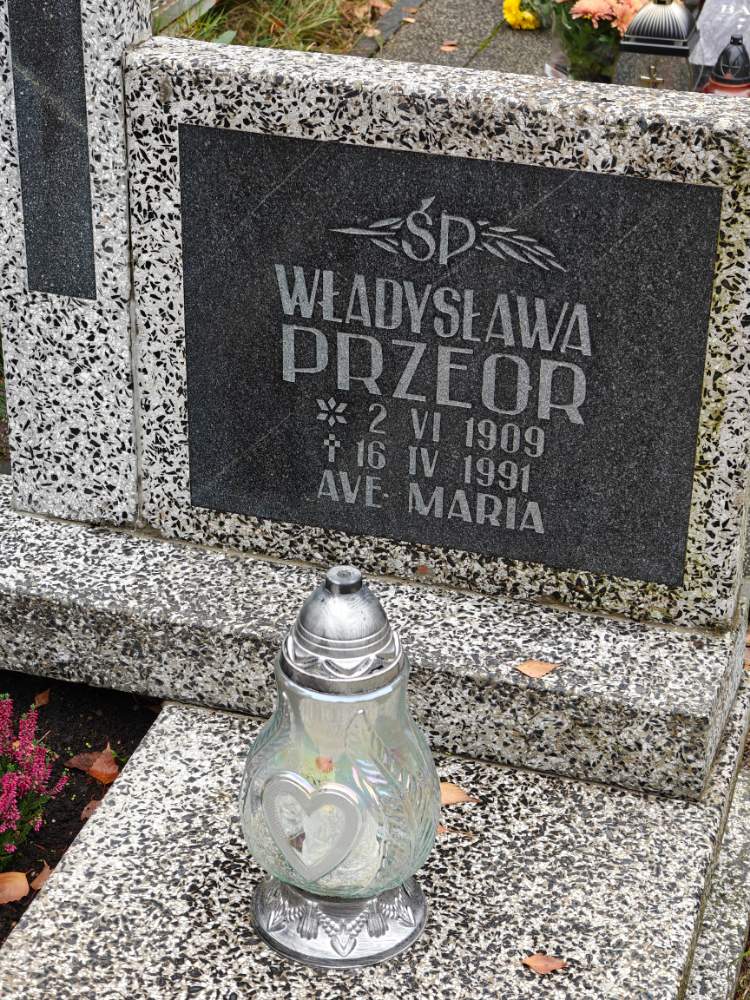 ŚP
WŁADYSŁAWA
PRZEOR
* 2 VI 1909
✝ 16 IV 1991
AVE MARIA